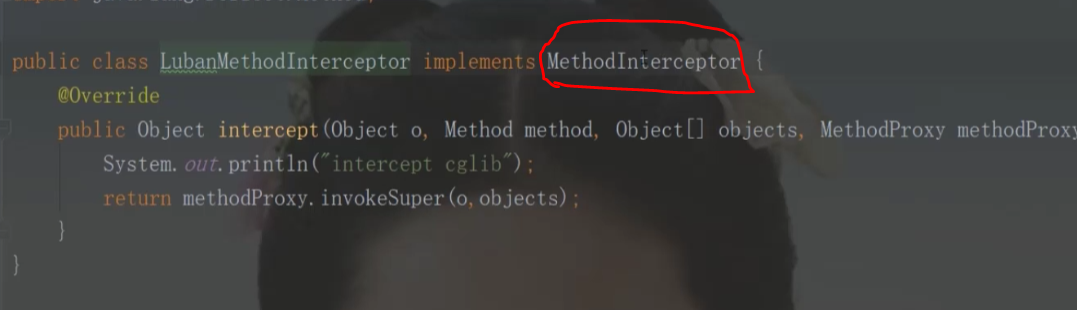 public class LubanMethodInterceptor implements MethodInterceptor {
@Override
public Object intercept(Object o, Method method, Object[] objects, MethodProxy methodProxy
System.out.println("intercept cglib");
return methodProxy.invokeSuper(o,objects);
}
}